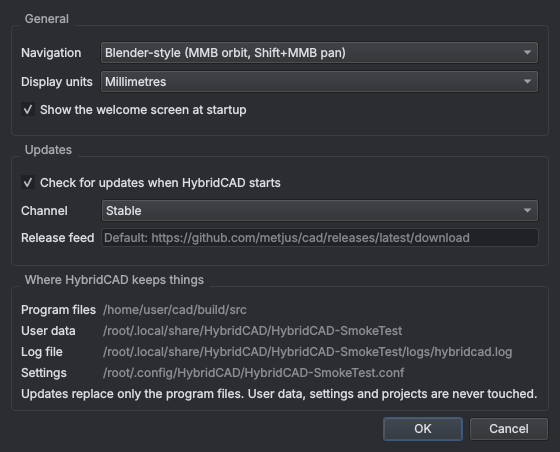 General
Navigation Blender-style (MMB orbit, Shift+MMB pan)
Display units Millimetres
Show the welcome screen at startup
Updates
Check for updates when HybridCAD starts
Channel Stable
Release feed Default: https://github.com/metjus/cad/releases/latest/download
Where HybridCAD keeps things
Program files /home/user/cad/build/src
User data /root/.local/share/HybridCAD/HybridCAD-SmokeTest
Log file /root/.local/share/HybridCAD/HybridCAD-SmokeTest/logs/hybridcad.log
Settings /root/.config/HybridCAD/HybridCAD-SmokeTest.conf
Updates replace only the program files. User data, settings and projects are never touched.
OK Cancel